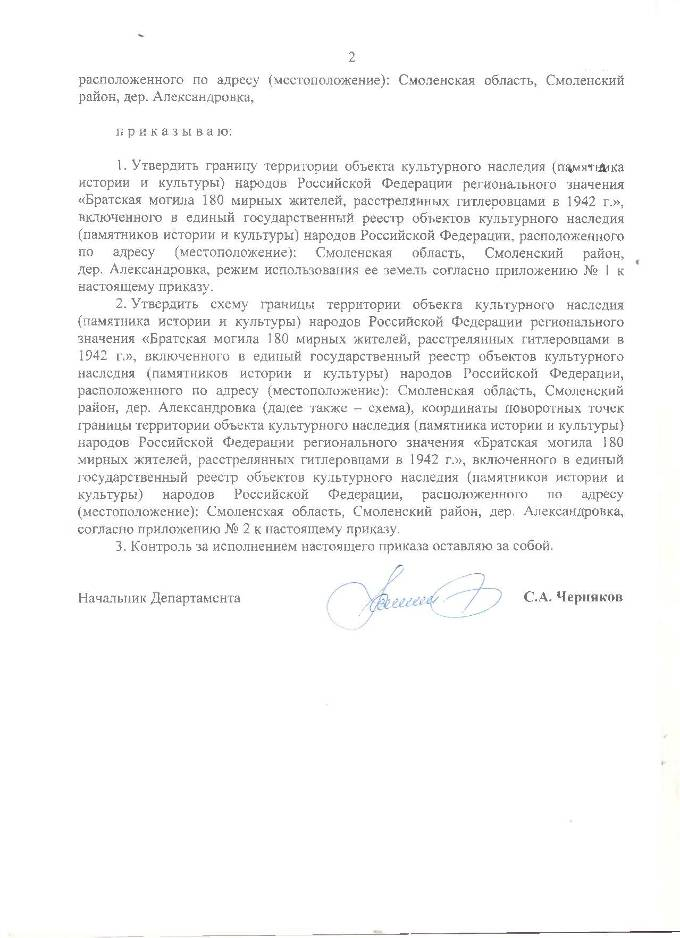 2
расположенного по адресу (местоположение): Смоленская область, Смоленский
район, дер. Александровка,
п р и к а з ы в а ю:
1. Утвердить границу территории объекта культурного наследия (памятника
истории и культуры) народов Российской Федерации регионального значения
«Братская могила 180 мирных жителей, расстрелянных гитлеровцами в 1942 г.»,
включенного в единый государственный реестр объектов культурного наследия
(памятников истории и культуры) народов Российской Федерации, расположенного
по адресу (местоположение): Смоленская область, Смоленский район,
дер. Александровка, режим использования ее земель согласно приложению № 1 к
настоящему приказу.
2. Утвердить схему границы территории объекта культурного наследия
(памятника истории и культуры) народов Российской Федерации регионального
значения «Братская могила 180 мирных жителей, расстрелянных гитлеровцами в
1942 г.», включенного в единый государственный реестр объектов культурного
наследия (памятников истории и культуры) народов Российской Федерации,
расположенного по адресу (местоположение): Смоленская область, Смоленский
район, дер. Александровка (далее также – схема), координаты поворотных точек
границы территории объекта культурного наследия (памятника истории и культуры)
народов Российской Федерации регионального значения «Братская могила 180
мирных жителей, расстрелянных гитлеровцами в 1942 г.», включенного в единый
государственный реестр объектов культурного наследия (памятников истории и
культуры) народов Российской Федерации, расположенного по адресу
(местоположение): Смоленская область, Смоленский район, дер. Александровка,
согласно приложению № 2 к настоящему приказу.
3. Контроль за исполнением настоящего приказа оставляю за собой.
Начальник Департамента С.А. Черняков